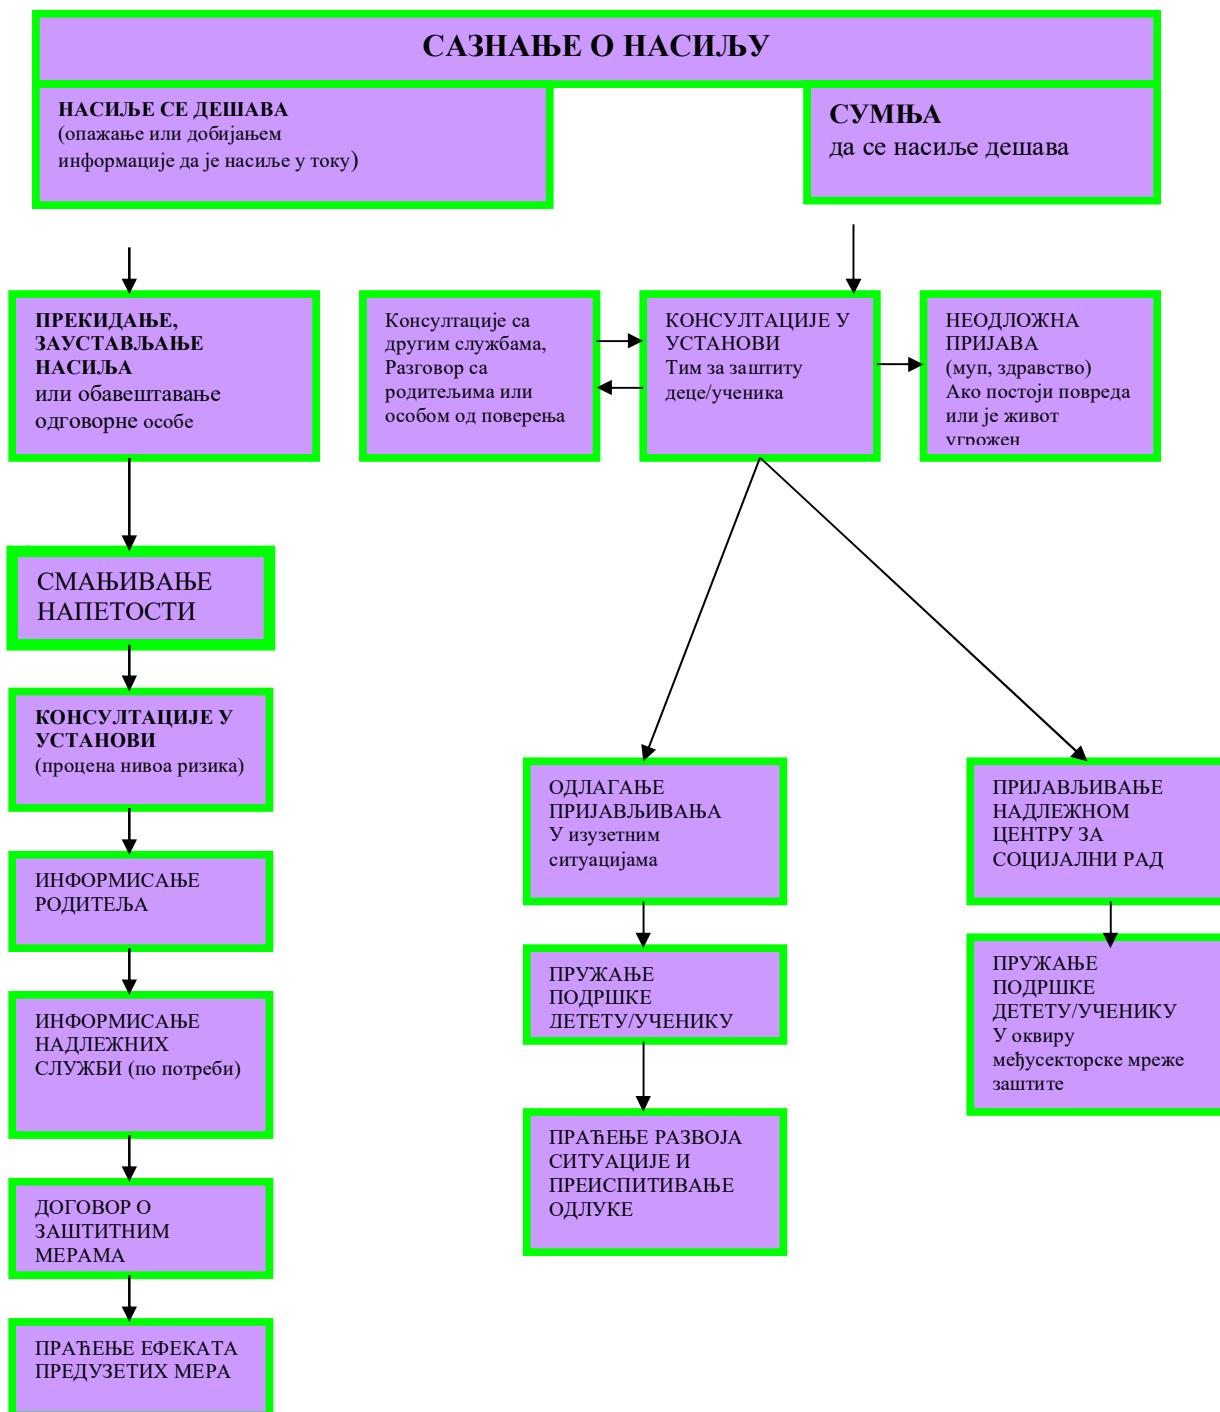 САЗНАЊЕ О НАСИЉУ
НАСИЉЕ СЕ ДЕШАВА
(опажање или добијањем
информације да је насиље у току)
СУМЊА
да се насиље дешава
ПРЕКИДАЊЕ,
ЗАУСТАВЉАЊЕ
НАСИЉА
или обавештавање
одговорне особе
Консултације са
другим службама,
Разговор са
родитељима или
особом од поверења
КОНСУЛТАЦИЈЕ У
УСТАНОВИ
Тим за заштиту
деце/ученика
НЕОДЛОЖНА
ПРИЈАВА
(муп, здравство)
Ако постоји повреда
или је живот
угрожен
СМАЊИВАЊЕ
НАПЕТОСТИ
КОНСУЛТАЦИЈЕ У
УСТАНОВИ
(процена нивоа ризика)
ИНФОРМИСАЊЕ
РОДИТЕЉА
ИНФОРМИСАЊЕ
НАДЛЕЖНИХ
СЛУЖБИ (по потреби)
ДОГОВОР О
ЗАШТИТНИМ
МЕРАМА
ПРАЋЕЊЕ ЕФЕКАТА
ПРЕДУЗЕТИХ МЕРА
ОДЛАГАЊЕ
ПРИЈАВЉИВАЊА
У изузетним
ситуацијама
ПРУЖАЊЕ
ПОДРШКЕ
ДЕТЕТУ/УЧЕНИКУ
ПРАЋЕЊЕ РАЗВОЈА
СИТУАЦИЈЕ И
ПРЕИСПИТИВАЊЕ
ОДЛУКЕ
ПРИЈАВЉИВАЊЕ
НАДЛЕЖНОМ
ЦЕНТРУ ЗА
СОЦИЈАЛНИ РАД
ПРУЖАЊЕ
ПОДРШКЕ
ДЕТЕТУ/УЧЕНИКУ
У оквиру
међусекторске мреже
заштите